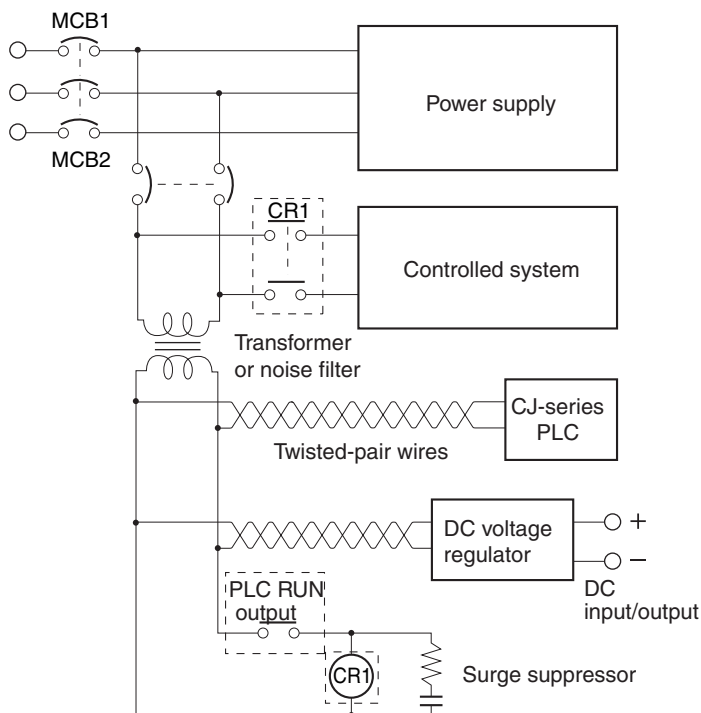 MCB1
Power supply
MCB2
CR1
Controlled system
Transformer
or noise filter
CJ-series
PLC
Twisted-pair wires
DC voltage
regulator
+
−
DC
input/output
PLC RUN
output
CR1
Surge suppressor